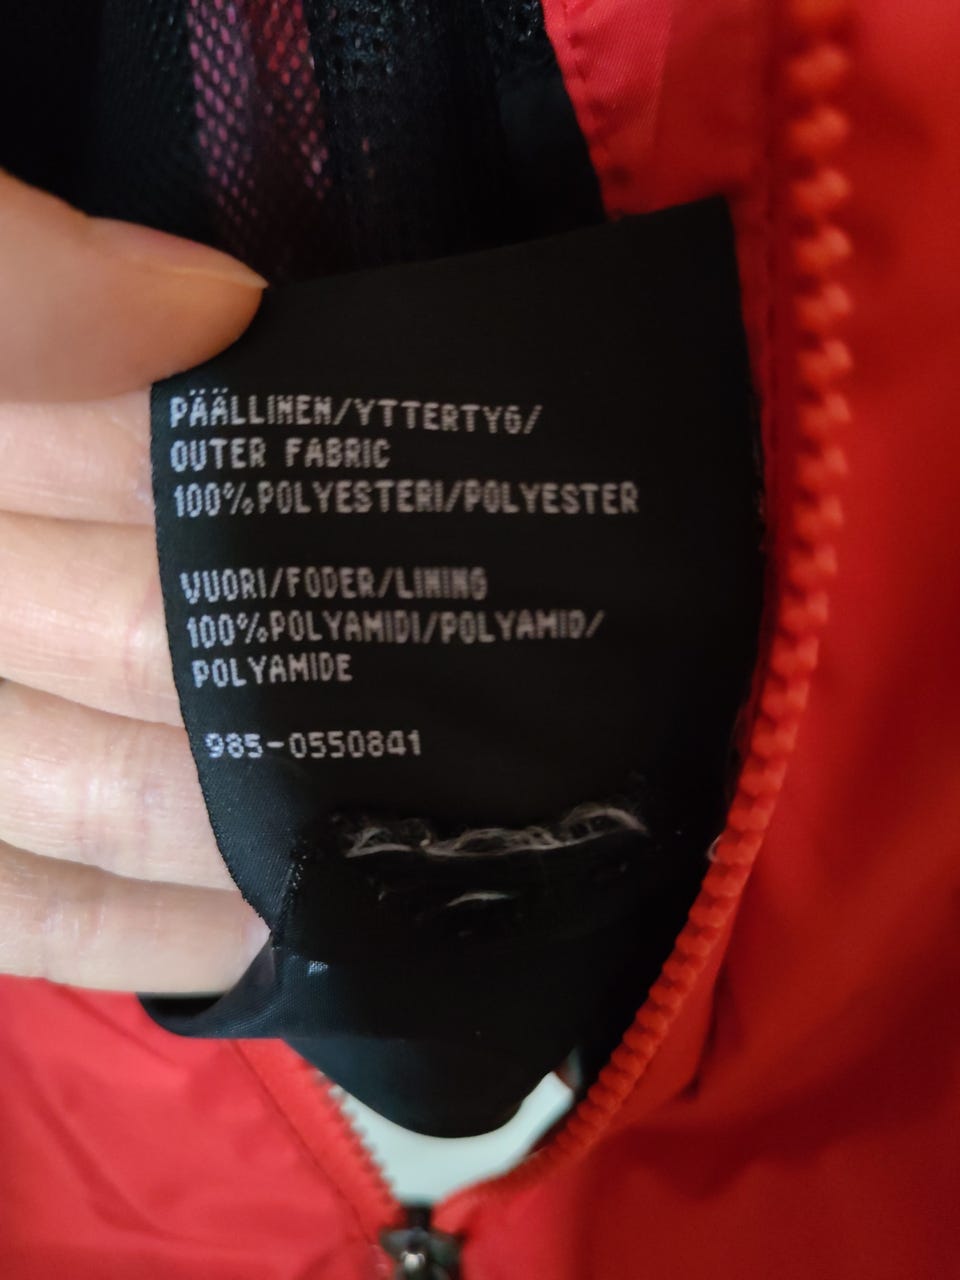 PÄÄLLINEN/YTTERTYG/
OUTER FABRIC
100%POLYESTERI/POLYESTER
VUORI/FODER/LINING
100%POLYAMIDI/POLYAMID/
POLYAMIDE
985-0550841